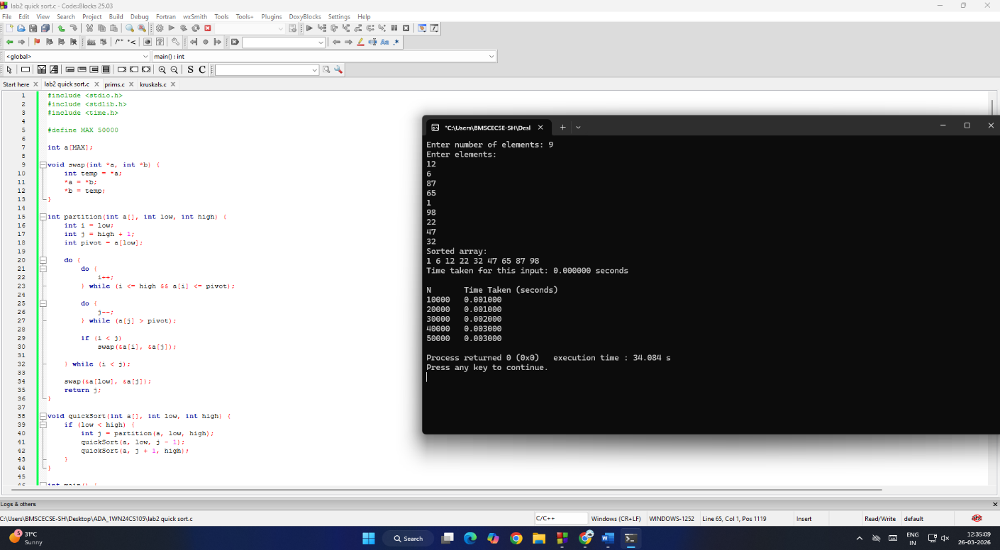 lab2 quick sort.c - Code::Blocks 25.03
File Edit View Search Project Build Debug Fortran wxSmith Tools Tools+ Plugins DoxyBlocks Settings Help
/** *< 
Aa .*
<global> main() : int
S C
Start here lab2 quick sort.c prims.c kruskals.c
1 #include <stdio.h>
2 #include <stdlib.h>
3 #include <time.h>
4
5 #define MAX 50000
6
7 int a[MAX];
8
9 void swap(int *a, int *b) {
10 int temp = *a;
11 *a = *b;
12 *b = temp;
13 }
14
15 int partition(int a[], int low, int high) {
16 int i = low;
17 int j = high + 1;
18 int pivot = a[low];
19
20 do {
21 do {
22 i++;
23 } while (i <= high && a[i] <= pivot);
24
25 do {
26 j--;
27 } while (a[j] > pivot);
28
29 if (i < j)
30 swap(&a[i], &a[j]);
31
32 } while (i < j);
33
34 swap(&a[low], &a[j]);
35 return j;
36 }
37
38 void quickSort(int a[], int low, int high) {
39 if (low < high) {
40 int j = partition(a, low, high);
41 quickSort(a, low, j - 1);
42 quickSort(a, j + 1, high);
43 }
44 }
45
46 int main() {
"C:\Users\BMSCECSE-SH\Desl
Enter number of elements: 9
Enter elements:
12
6
87
65
1
98
22
47
32
Sorted array:
1 6 12 22 32 47 65 87 98
Time taken for this input: 0.000000 seconds
N Time Taken (seconds)
10000 0.001000
20000 0.001000
30000 0.002000
40000 0.003000
50000 0.003000
Process returned 0 (0x0) execution time : 34.084 s
Press any key to continue.
Logs & others
C:\Users\BMSCECSE-SH\Desktop\ADA_1WN24CS105\lab2 quick sort.c C/C++ Windows (CR+LF) WINDOWS-1252 Line 65, Col 1, Pos 1119 Insert Read/Write default
5 31°C
Sunny
Search
ENG
IN
12:35:09
26-03-2026